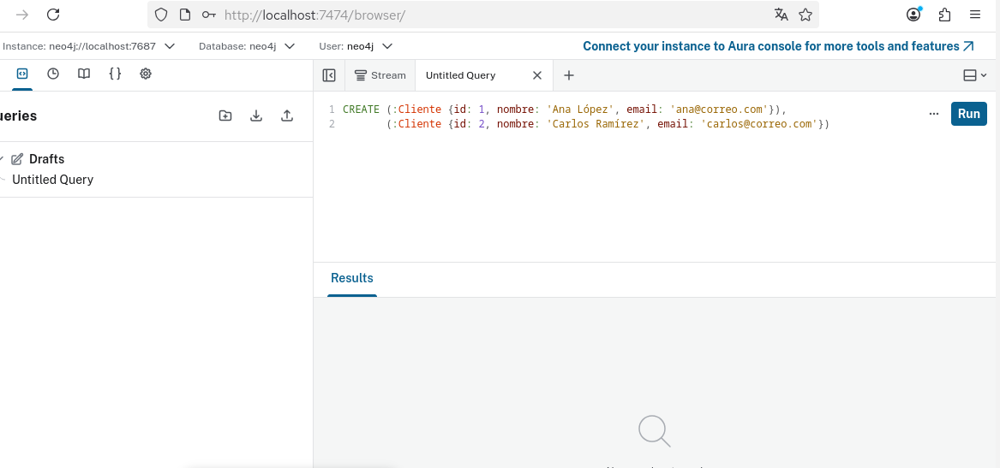 http://localhost:7474/browser/
Instance: neo4j://localhost:7687 Database: neo4j User: neo4j Connect your instance to Aura console for more tools and features
Stream Untitled Query
1 CREATE (:Cliente {id: 1, nombre: 'Ana López', email: 'ana@correo.com'}),
2 (:Cliente {id: 2, nombre: 'Carlos Ramírez', email: 'carlos@correo.com'})
Run
ueries
Drafts
Untitled Query
Results